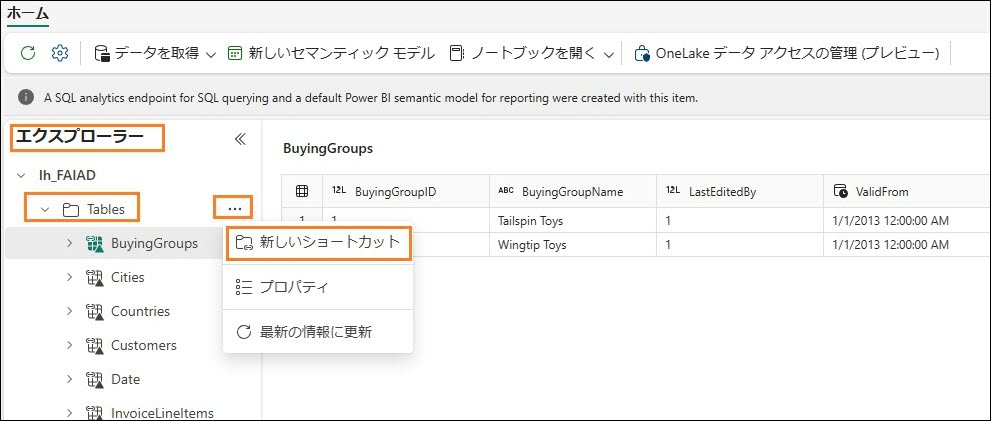 ホーム
データを取得 新しいセマンティック モデル ノートブックを開く OneLake データ アクセスの管理 (プレビュー)
A SQL analytics endpoint for SQL querying and a default Power BI semantic model for reporting were created with this item.
エクスプローラー
lh_FAIAD
Tables
...
BuyingGroups
Cities
Countries
Customers
Date
InvoiceLineItems
新しいショートカット
プロパティ
最新の情報に更新
BuyingGroups
12L BuyingGroupID ABC BuyingGroupName 12L LastEditedBy ValidFrom
1 1 Tailspin Toys 1 1/1/2013 12:00:00 AM
Wingtip Toys 1 1/1/2013 12:00:00 AM